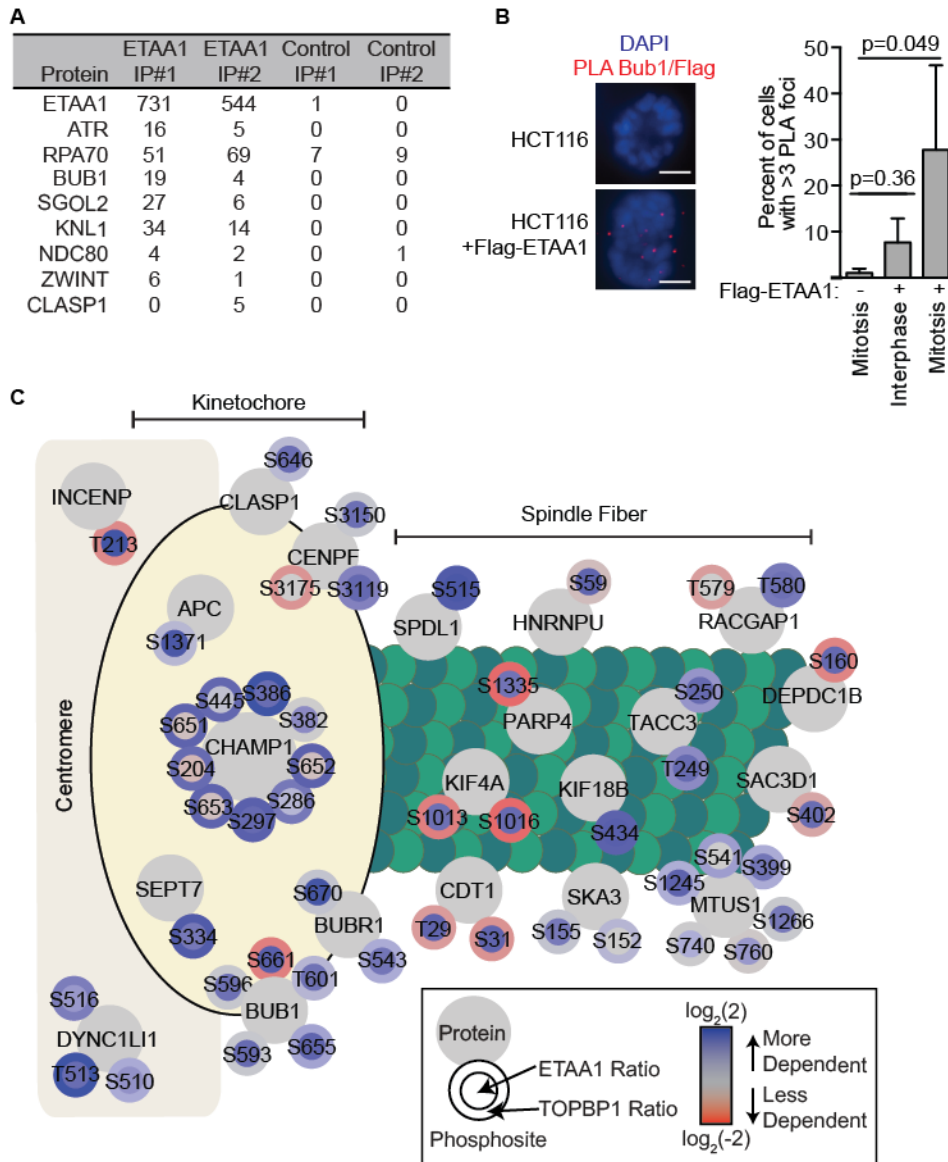 A
Protein ETAA1 IP#1 ETAA1 IP#2 Control IP#1 Control IP#2
ETAA1 731 544 1 0
ATR 16 5 0 0
RPA70 51 69 7 9
BUB1 19 4 0 0
SGOL2 27 6 0 0
KNL1 34 14 0 0
NDC80 4 2 0 1
ZWINT 6 1 0 0
CLASP1 0 5 0 0
B
DAPI
PLA Bub1/Flag
HCT116
HCT116
+Flag-ETAA1
Percent of cells
with >3 PLA foci
50
40
30
20
10
p=0.049
p=0.36
Flag-ETAA1: - + +
Mitotsis
Interphase
Mitotsis
C
Kinetochore
Centromere
Spindle Fiber
INCENP
T213
CLASP1
S646
CENPF
S3150
S3175
S3119
APC
S1371
CHAMP1
S445
S386
S382
S651
S652
S204
S286
S653
S297
SEPT7
S334
BUBR1
S670
S543
BUB1
S661
S596
T601
S593
S655
DYNC1LI1
S516
T513
S510
SPDL1
S515
HNRNPU
S59
RACGAP1
T579
T580
DEPDC1B
S160
PARP4
S1335
TACC3
S250
T249
KIF4A
S1013
S1016
KIF18B
S434
SAC3D1
S402
CDT1
T29
S31
SKA3
S155
S152
MTUS1
S541
S399
S1245
S1266
S740
S760
Protein
ETAA1 Ratio
TOPBP1 Ratio
Phosphosite
log2(2)
More
Dependent
Less
Dependent
log2(-2)